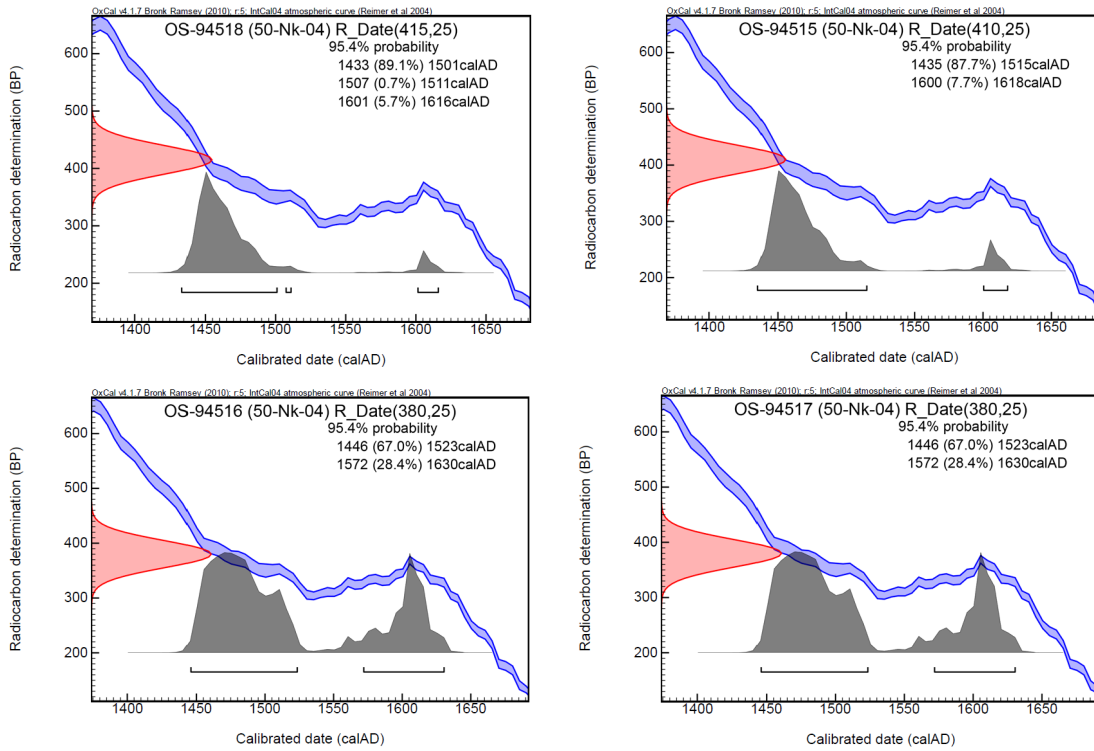 OxCal v4.1.7 Bronk Ramsey (2010); r:5; IntCal04 atmospheric curve (Reimer et al 2004)
OS-94518 (50-Nk-04) R_Date(415,25)
95.4% probability
1433 (89.1%) 1501calAD
1507 (0.7%) 1511calAD
1601 (5.7%) 1616calAD
Radiocarbon determination (BP)
600
500
400
300
200
1400 1450 1500 1550 1600 1650
Calibrated date (calAD)
OxCal v4.1.7 Bronk Ramsey (2010); r:5; IntCal04 atmospheric curve (Reimer et al 2004)
OS-94515 (50-Nk-04) R_Date(410,25)
95.4% probability
1435 (87.7%) 1515calAD
1600 (7.7%) 1618calAD
Radiocarbon determination (BP)
600
500
400
300
200
1400 1450 1500 1550 1600 1650
Calibrated date (calAD)
OxCal v4.1.7 Bronk Ramsey (2010); r:5; IntCal04 atmospheric curve (Reimer et al 2004)
OS-94516 (50-Nk-04) R_Date(380,25)
95.4% probability
1446 (67.0%) 1523calAD
1572 (28.4%) 1630calAD
Radiocarbon determination (BP)
600
500
400
300
200
1400 1450 1500 1550 1600 1650
Calibrated date (calAD)
OxCal v4.1.7 Bronk Ramsey (2010); r:5; IntCal04 atmospheric curve (Reimer et al 2004)
OS-94517 (50-Nk-04) R_Date(380,25)
95.4% probability
1446 (67.0%) 1523calAD
1572 (28.4%) 1630calAD
Radiocarbon determination (BP)
600
500
400
300
200
1400 1450 1500 1550 1600 1650
Calibrated date (calAD)